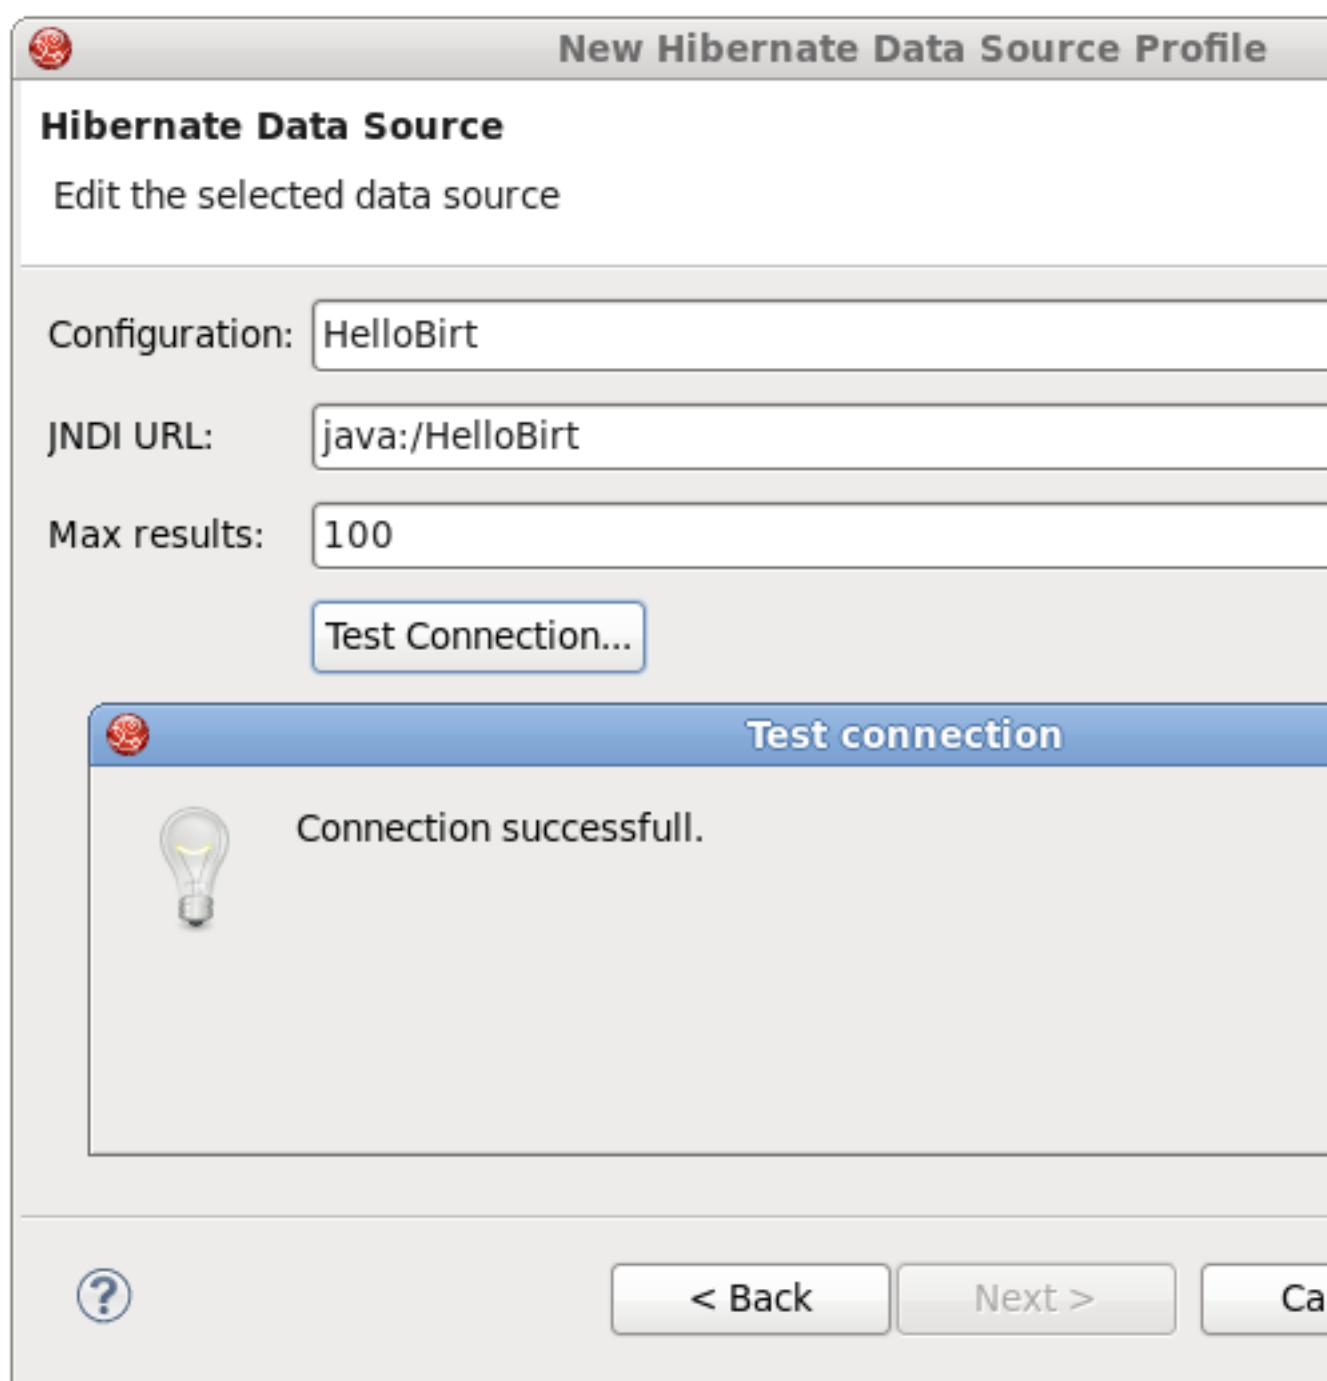 New Hibernate Data Source Profile
Hibernate Data Source
Edit the selected data source
Configuration: HelloBirt
JNDI URL: java:/HelloBirt
Max results: 100
Test Connection...
Test connection
Connection successfull.
? < Back Next > Ca